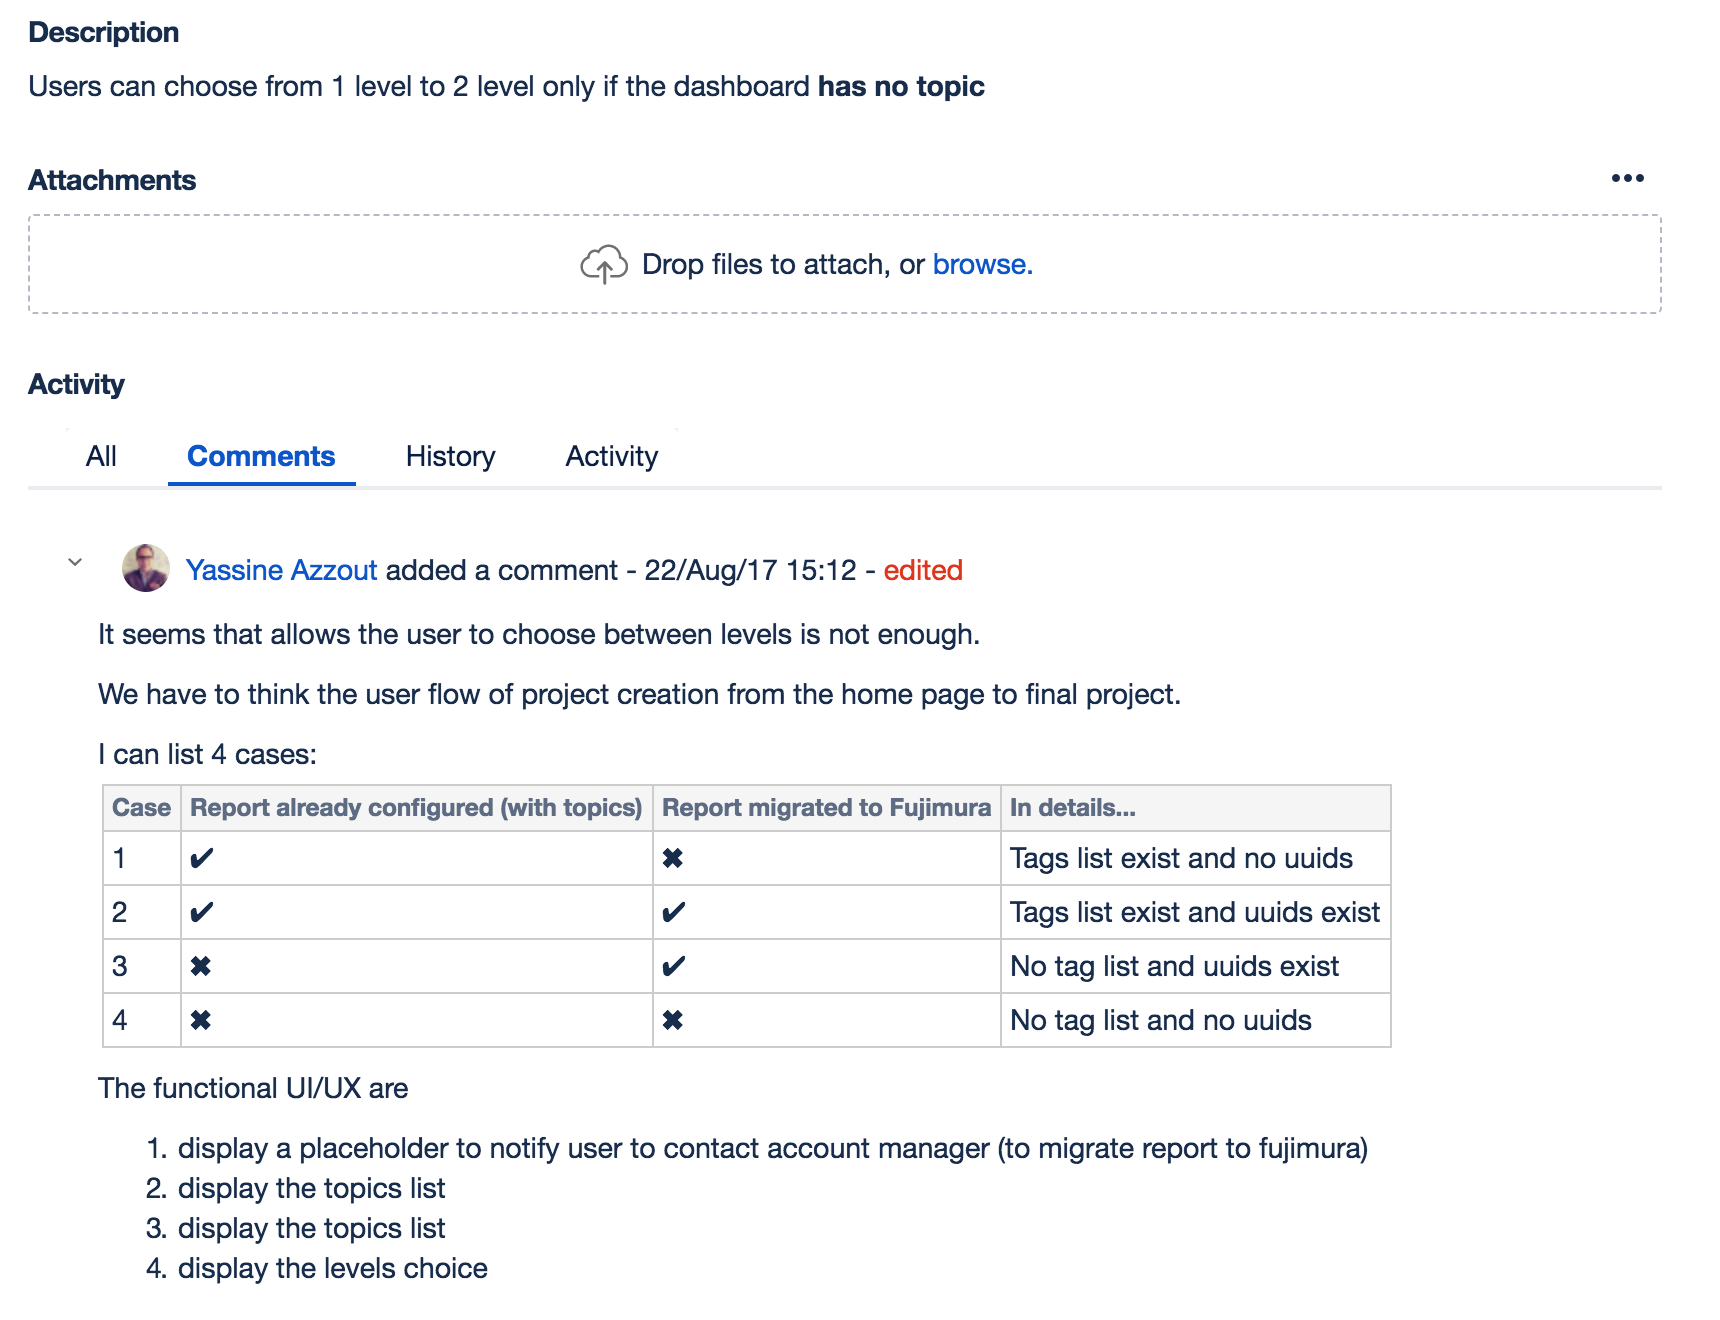 Description
Users can choose from 1 level to 2 level only if the dashboard has no topic
Attachments
Drop files to attach, or browse.
Activity
All Comments History Activity
Yassine Azzout added a comment - 22/Aug/17 15:12 - edited
It seems that allows the user to choose between levels is not enough.
We have to think the user flow of project creation from the home page to final project.
I can list 4 cases:
Case Report already configured (with topics) Report migrated to Fujimura In details...
1 ✔ ✖ Tags list exist and no uuids
2 ✔ ✔ Tags list exist and uuids exist
3 ✖ ✔ No tag list and uuids exist
4 ✖ ✖ No tag list and no uuids
The functional UI/UX are
1. display a placeholder to notify user to contact account manager (to migrate report to fujimura)
2. display the topics list
3. display the topics list
4. display the levels choice